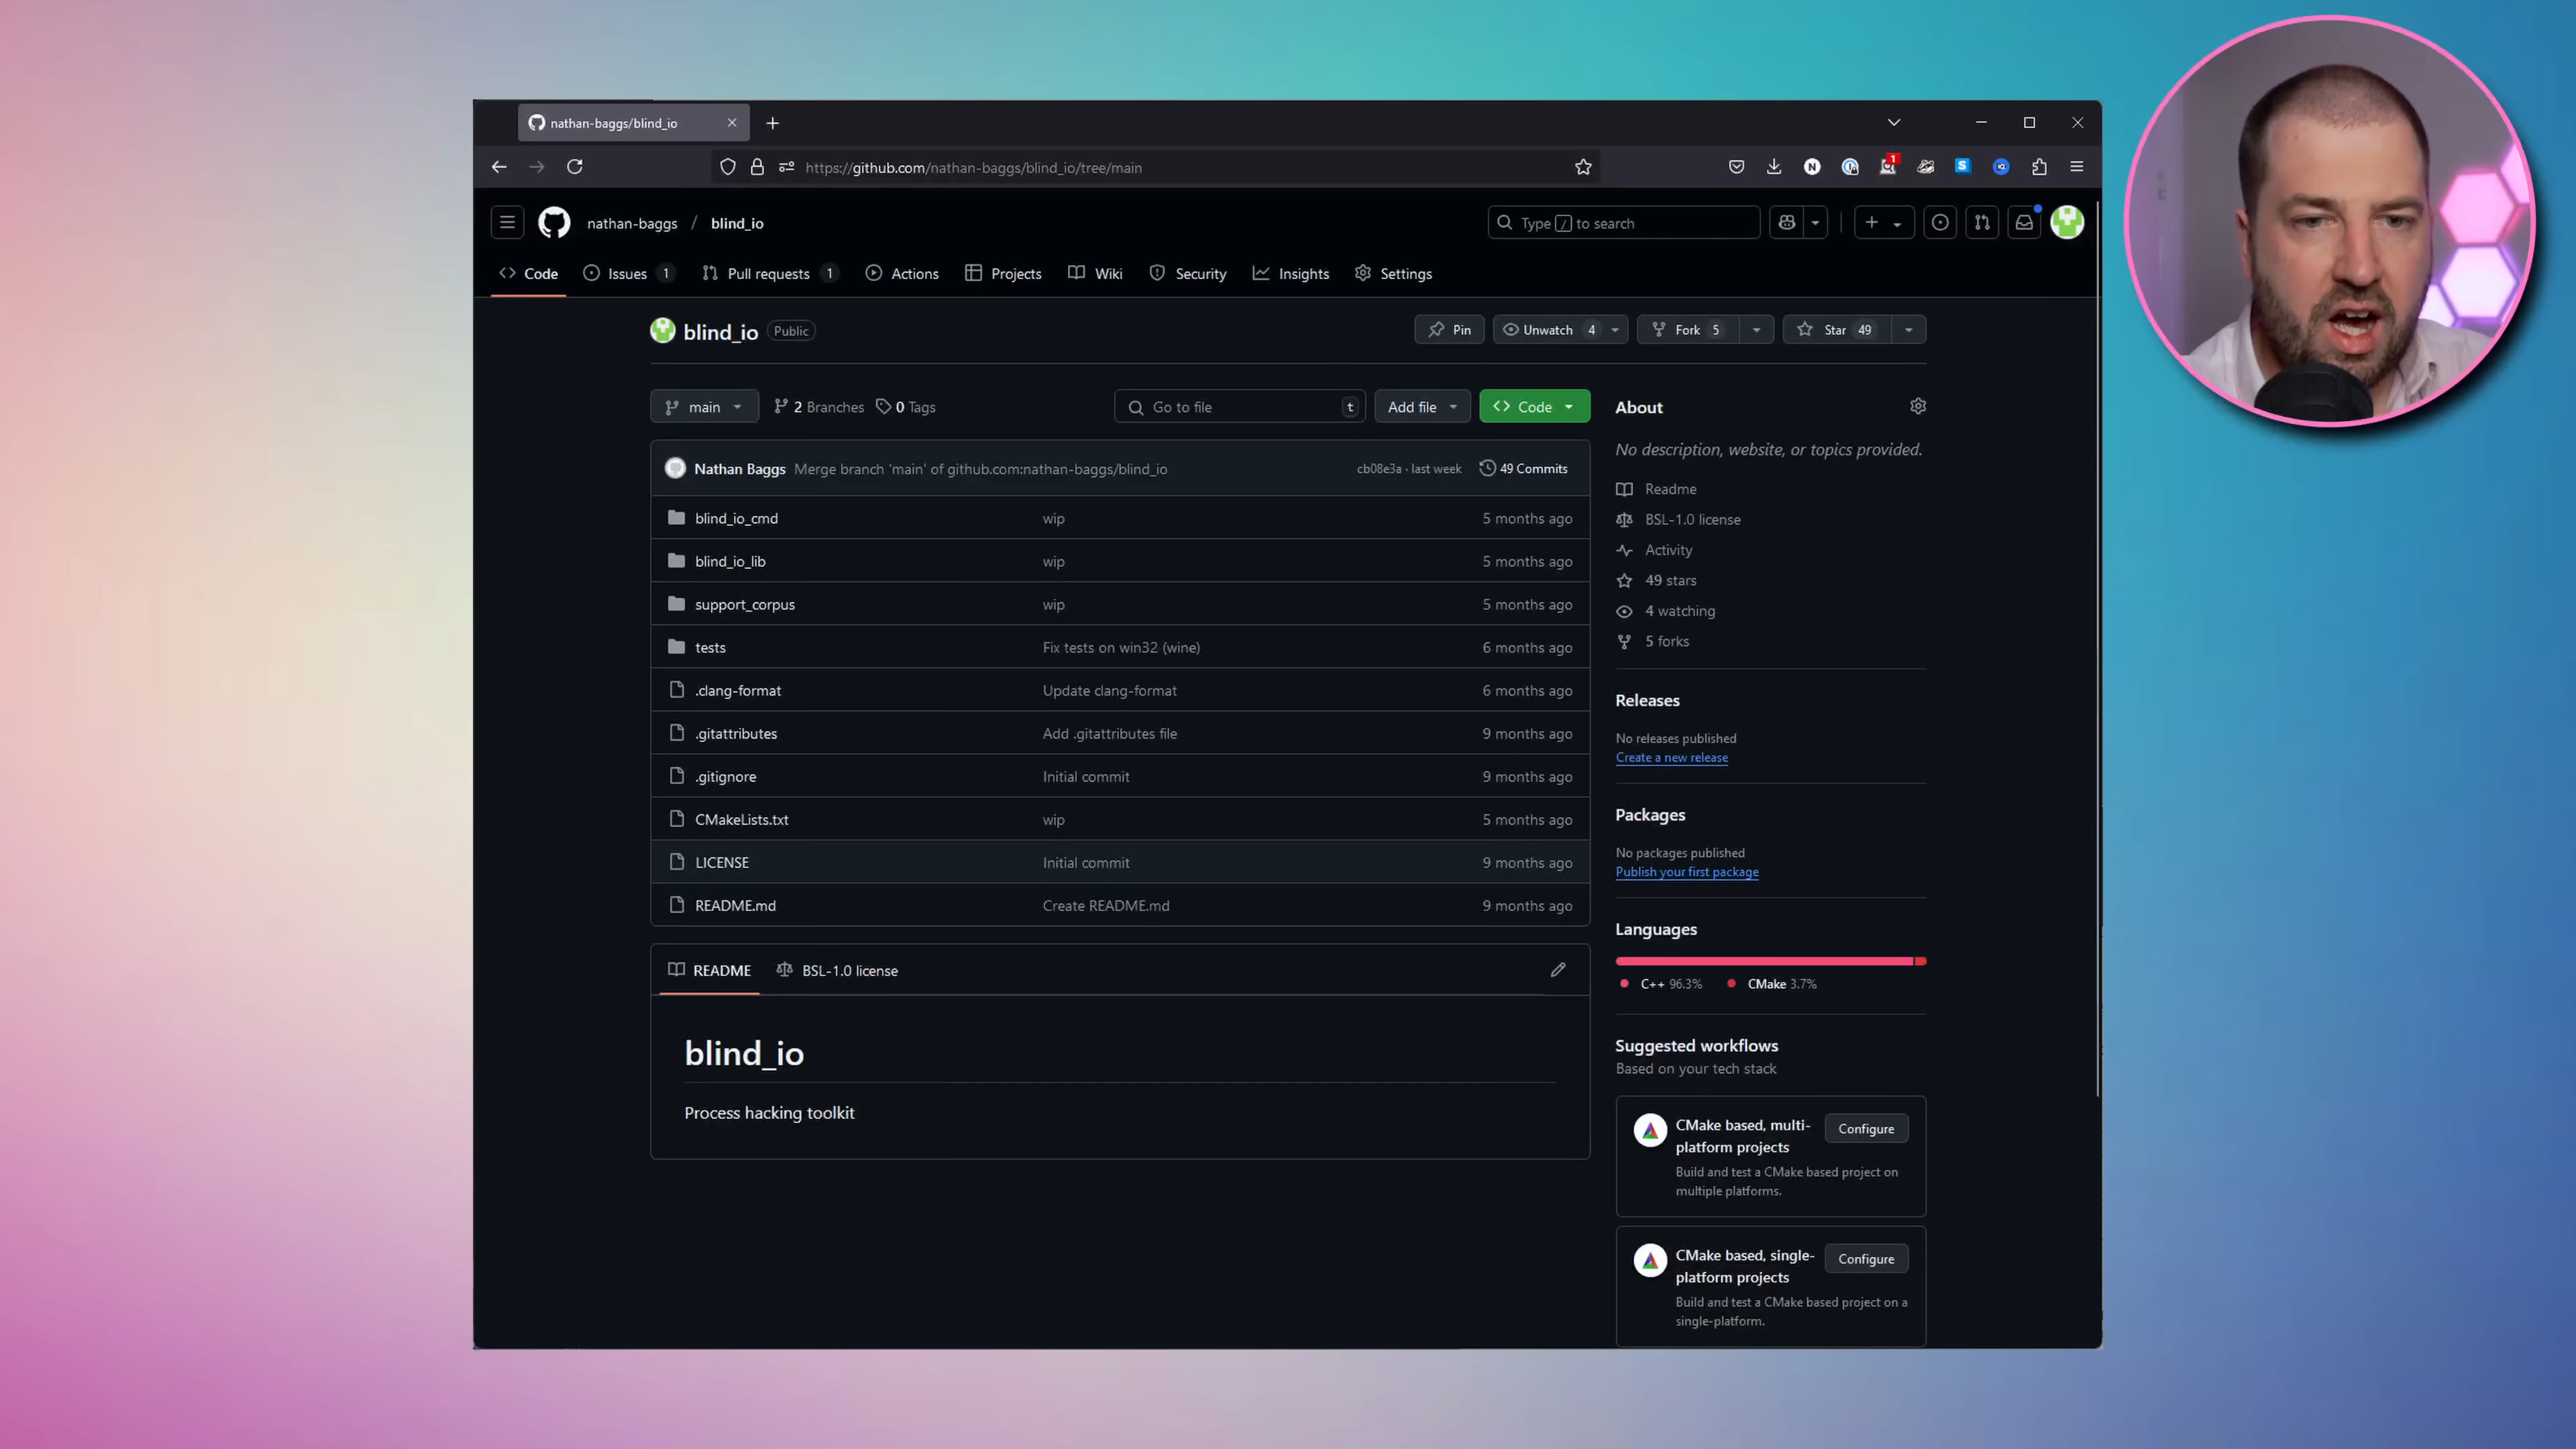 nathan-baggs/blind_io
https://github.com/nathan-baggs/blind_io/tree/main
1
S
nathan-baggs / blind_io
Type / to search
Code
Issues 1
Pull requests 1
Actions
Projects
Wiki
Security
Insights
Settings
blind_io Public
Pin
Unwatch 4
Fork 5
Star 49
main
2 Branches
0 Tags
Go to file t
Add file
Code
Nathan Baggs Merge branch 'main' of github.com:nathan-baggs/blind_io cb08e3a · last week 49 Commits
blind_io_cmd wip 5 months ago
blind_io_lib wip 5 months ago
support_corpus wip 5 months ago
tests Fix tests on win32 (wine) 6 months ago
.clang-format Update clang-format 6 months ago
.gitattributes Add .gitattributes file 9 months ago
.gitignore Initial commit 9 months ago
CMakeLists.txt wip 5 months ago
LICENSE Initial commit 9 months ago
README.md Create README.md 9 months ago
README
BSL-1.0 license
blind_io
Process hacking toolkit
About
No description, website, or topics provided.
Readme
BSL-1.0 license
Activity
49 stars
4 watching
5 forks
Releases
No releases published
Create a new release
Packages
No packages published
Publish your first package
Languages
C++ 96.3% CMake 3.7%
Suggested workflows
Based on your tech stack
CMake based, multi-
platform projects
Configure
Build and test a CMake based project on
multiple platforms.
CMake based, single-
platform projects
Configure
Build and test a CMake based project on a
single-platform.